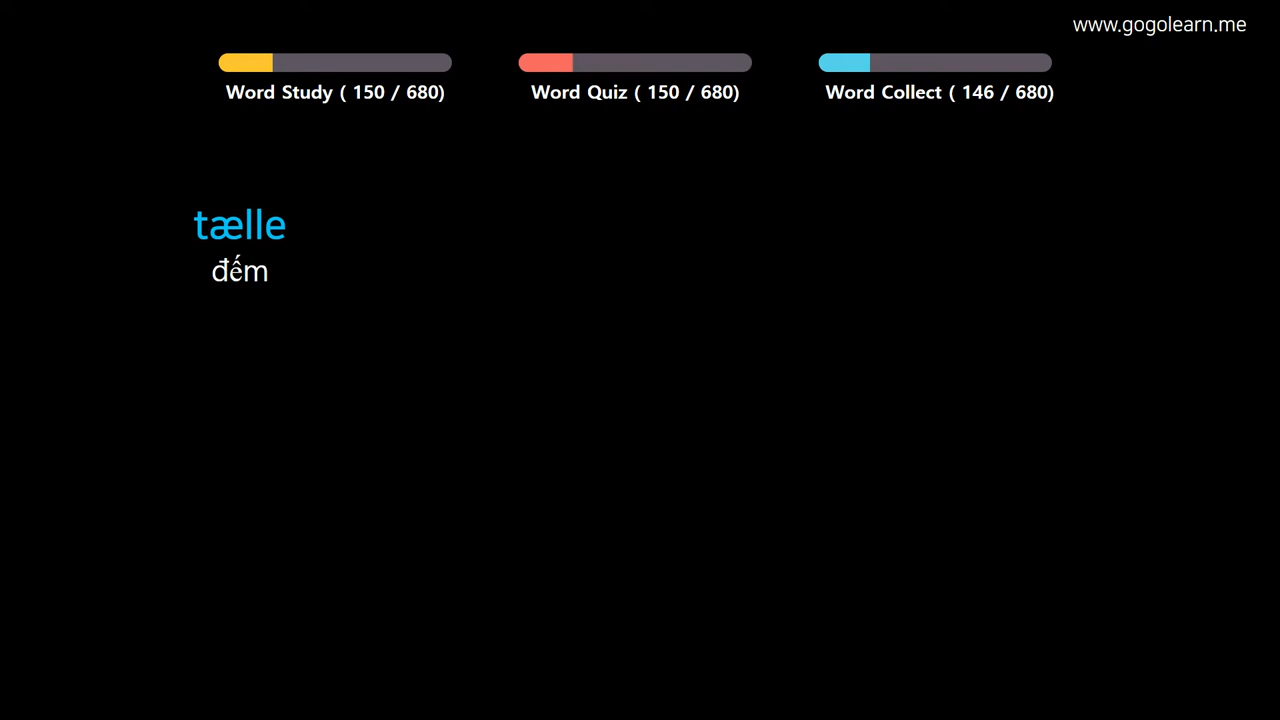 www.gogolearn.me
Word Study ( 150 / 680)
Word Quiz ( 150 / 680)
Word Collect ( 146 / 680)
tælle
đếm